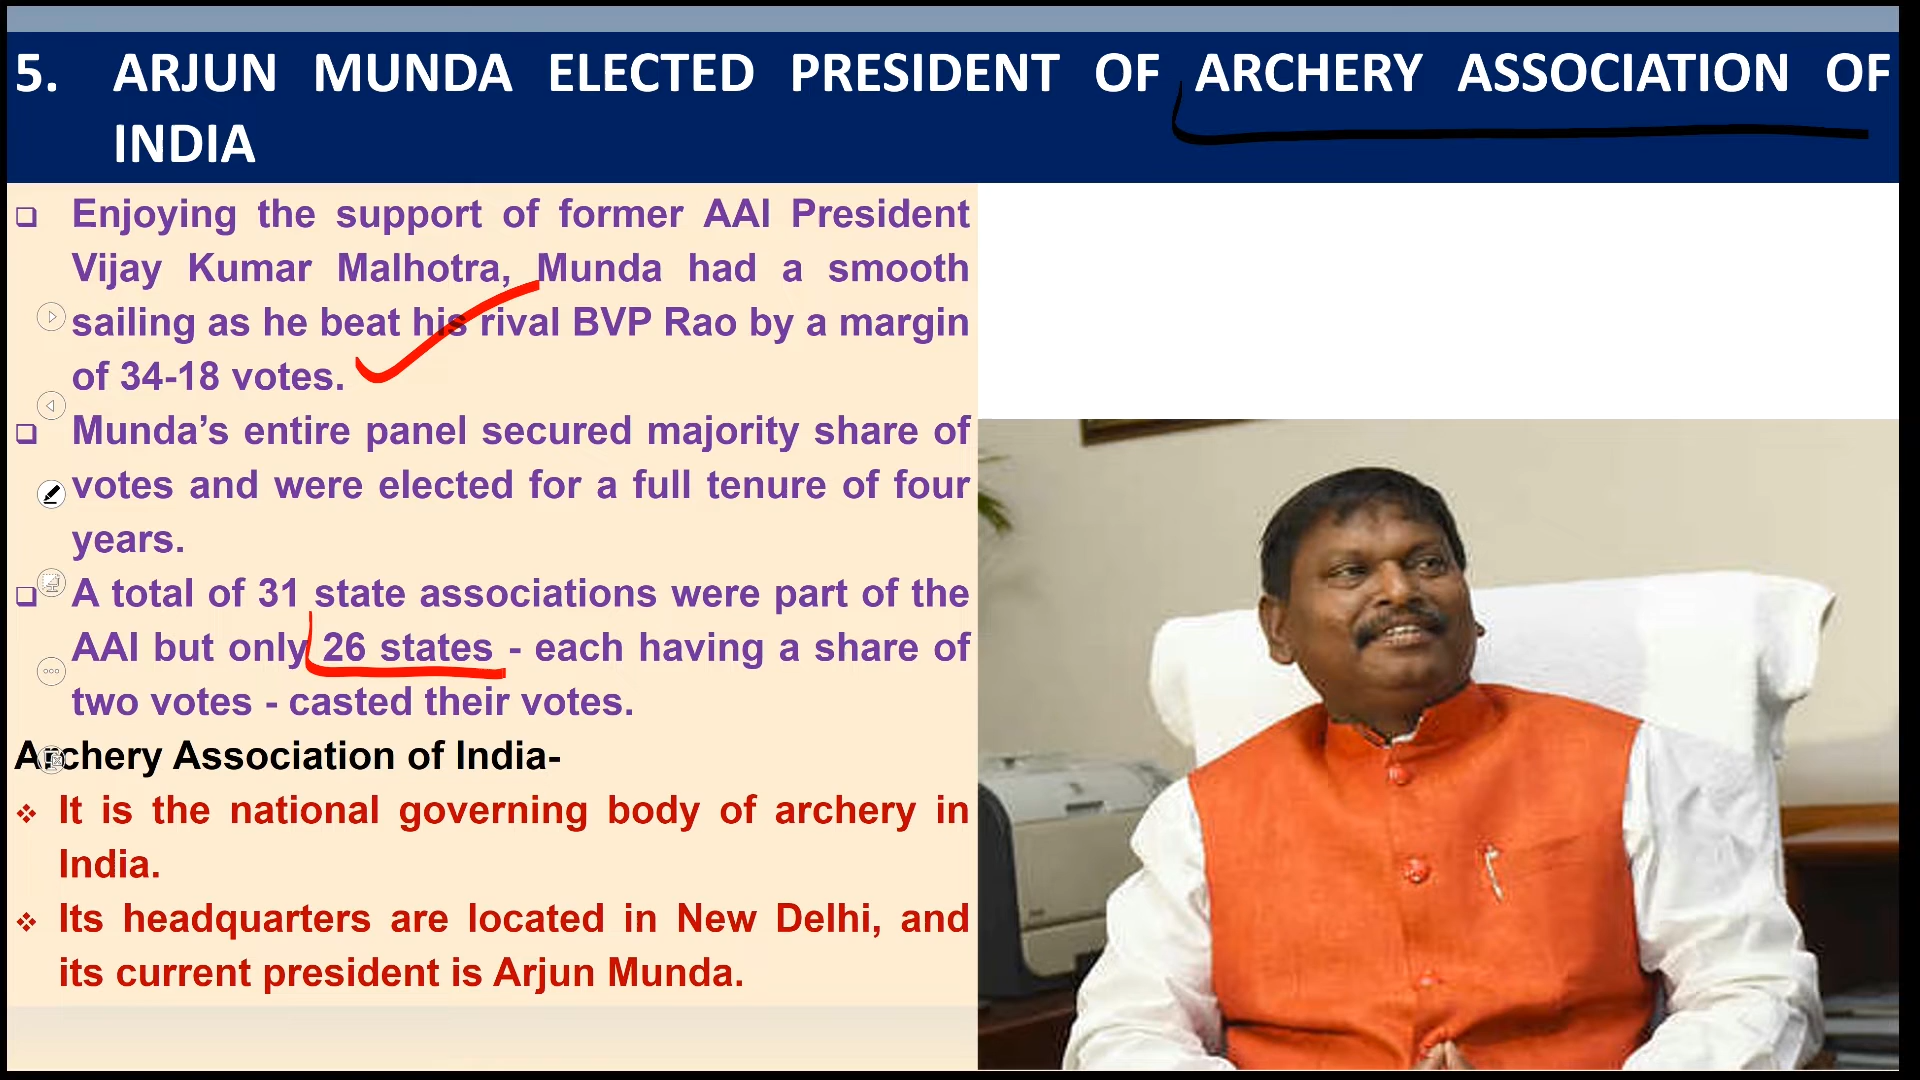 5. ARJUN MUNDA ELECTED PRESIDENT OF ARCHERY ASSOCIATION OF
INDIA
Enjoying the support of former AAI President
Vijay Kumar Malhotra, Munda had a smooth
sailing as he beat his rival BVP Rao by a margin
of 34-18 votes.
Munda’s entire panel secured majority share of
votes and were elected for a full tenure of four
years.
A total of 31 state associations were part of the
AAI but only 26 states - each having a share of
two votes - casted their votes.
Archery Association of India-
It is the national governing body of archery in
India.
Its headquarters are located in New Delhi, and
its current president is Arjun Munda.